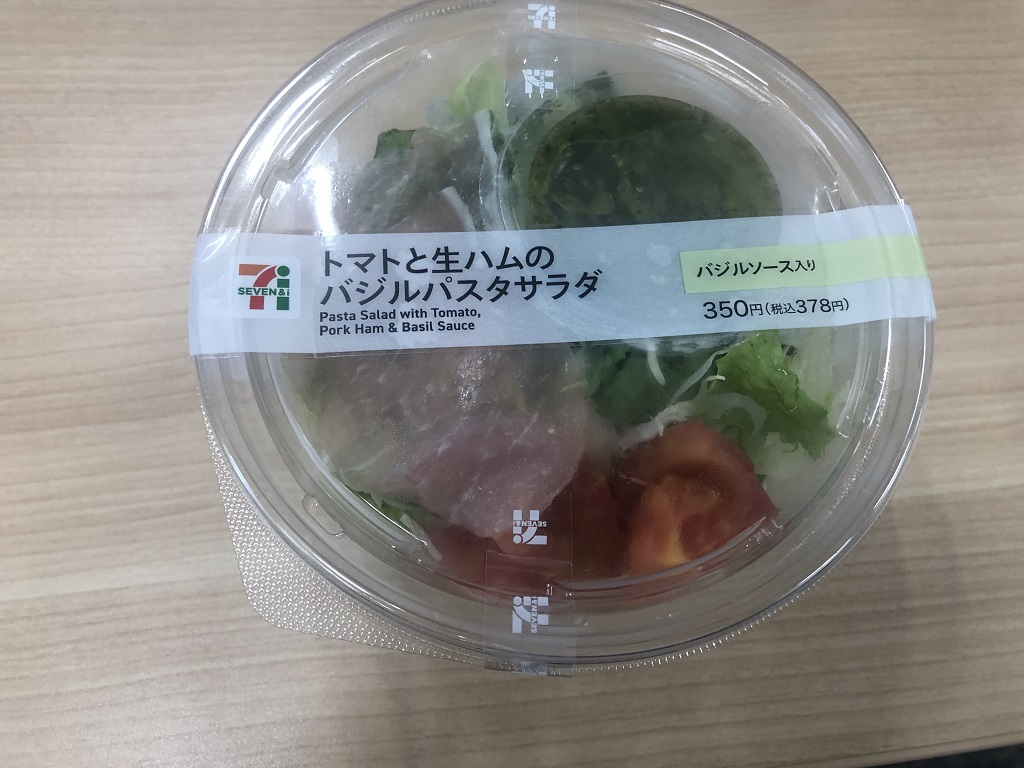 SEVEN&i
トマトと生ハムの
バジルパスタサラダ
Pasta Salad with Tomato,
Pork Ham & Basil Sauce
バジルソース入り
350円(税込378円)
SEVEN&i
SEVEN&i